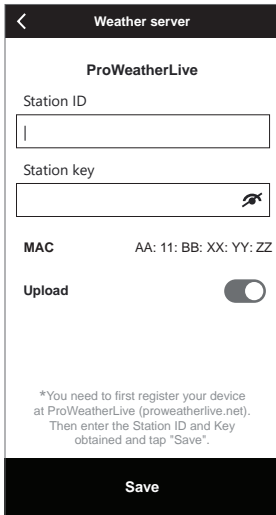 Weather server
ProWeatherLive
Station ID
Station key
MAC AA: 11: BB: XX: YY: ZZ
Upload
*You need to first register your device
at ProWeatherLive (proweatherlive.net).
Then enter the Station ID and Key
obtained and tap "Save".
Save